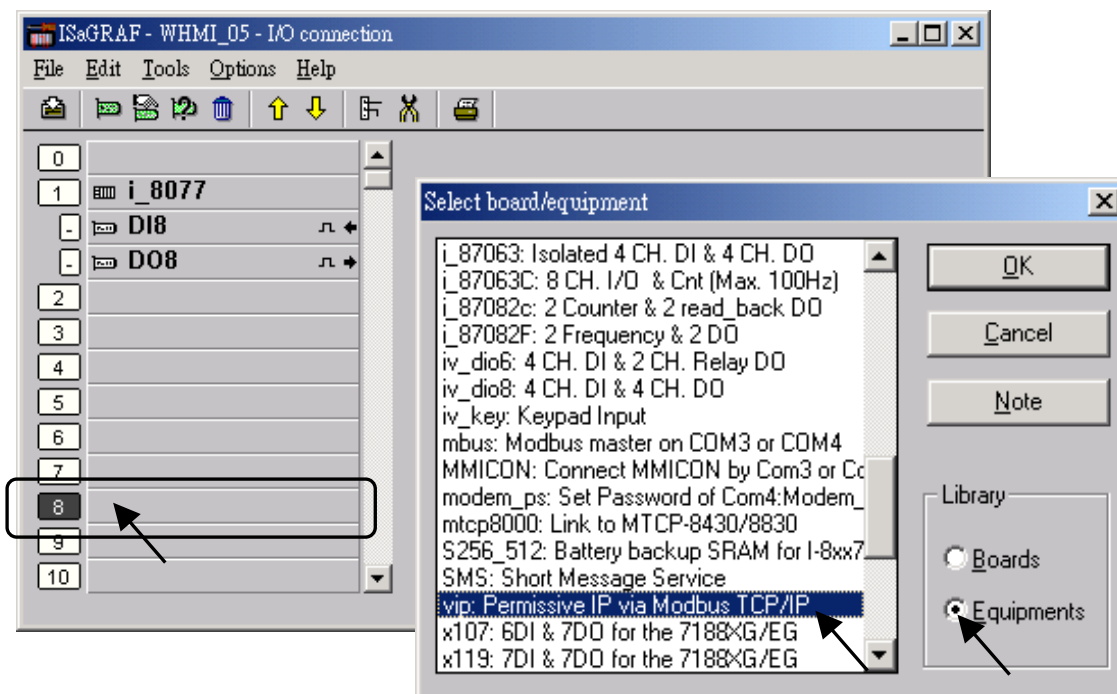 ISaGRAF - WHMI_05 - I/O connection
File Edit Tools Options Help
0
1 i_8077
- DI8
- DO8
2
3
4
5
6
7
8
9
10
Select board/equipment
i_87063: Isolated 4 CH. DI & 4 CH. DO
i_87063C: 8 CH. I/O & Cnt (Max. 100Hz)
i_87082c: 2 Counter & 2 read_back DO
i_87082F: 2 Frequency & 2 DO
iv_dio6: 4 CH. DI & 2 CH. Relay DO
iv_dio8: 4 CH. DI & 4 CH. DO
iv_key: Keypad Input
mbus: Modbus master on COM3 or COM4
MMICON: Connect MMICON by Com3 or Co
modem_ps: Set Password of Com4:Modem_
mtcp8000: Link to MTCP-8430/8830
S256_512: Battery backup SRAM for I-8xx7
SMS: Short Message Service
vip: Permissive IP via Modbus TCP/IP
x107: 6DI & 7DO for the 7188XG/EG
x119: 7DI & 7DO for the 7188XG/EG
OK
Cancel
Note
Library
Boards
Equipments